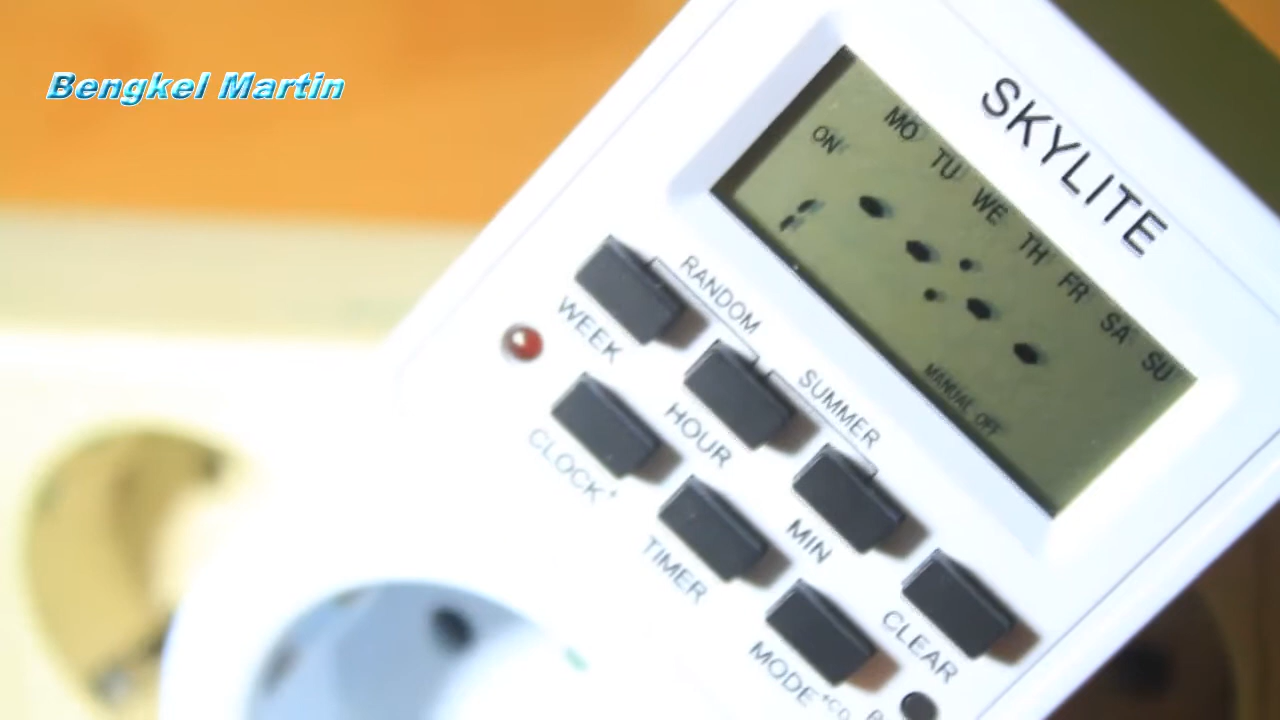 Bengkel Martin
SKYLITE
MO TU WE TH FR SA SU
ON
1
-- : --
MANUAL OFF
RANDOM
SUMMER
WEEK
HOUR
MIN
CLEAR
CLOCK
TIMER
MODE